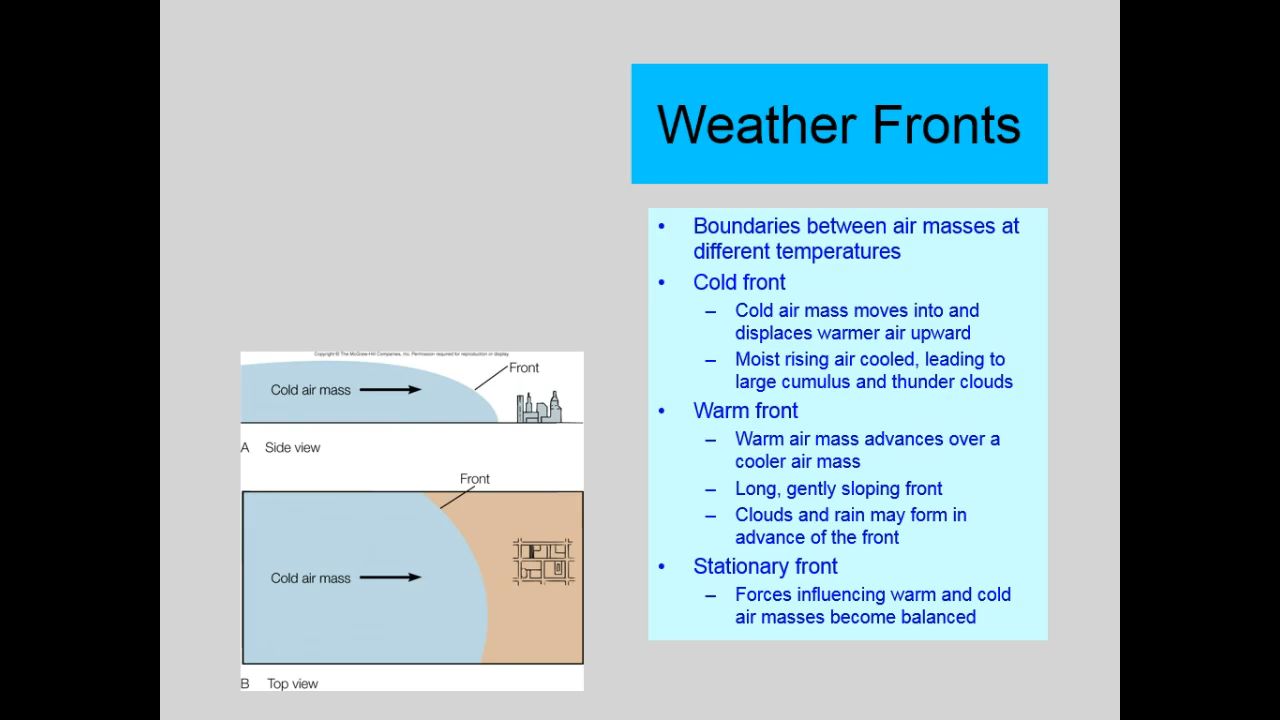 Weather Fronts
• Boundaries between air masses at
different temperatures
• Cold front
– Cold air mass moves into and
displaces warmer air upward
– Moist rising air cooled, leading to
large cumulus and thunder clouds
• Warm front
– Warm air mass advances over a
cooler air mass
– Long, gently sloping front
– Clouds and rain may form in
advance of the front
• Stationary front
– Forces influencing warm and cold
air masses become balanced
Copyright © The McGraw-Hill Companies, Inc. Permission required for reproduction or display.
Front
Cold air mass
A Side view
Front
Cold air mass
B Top view